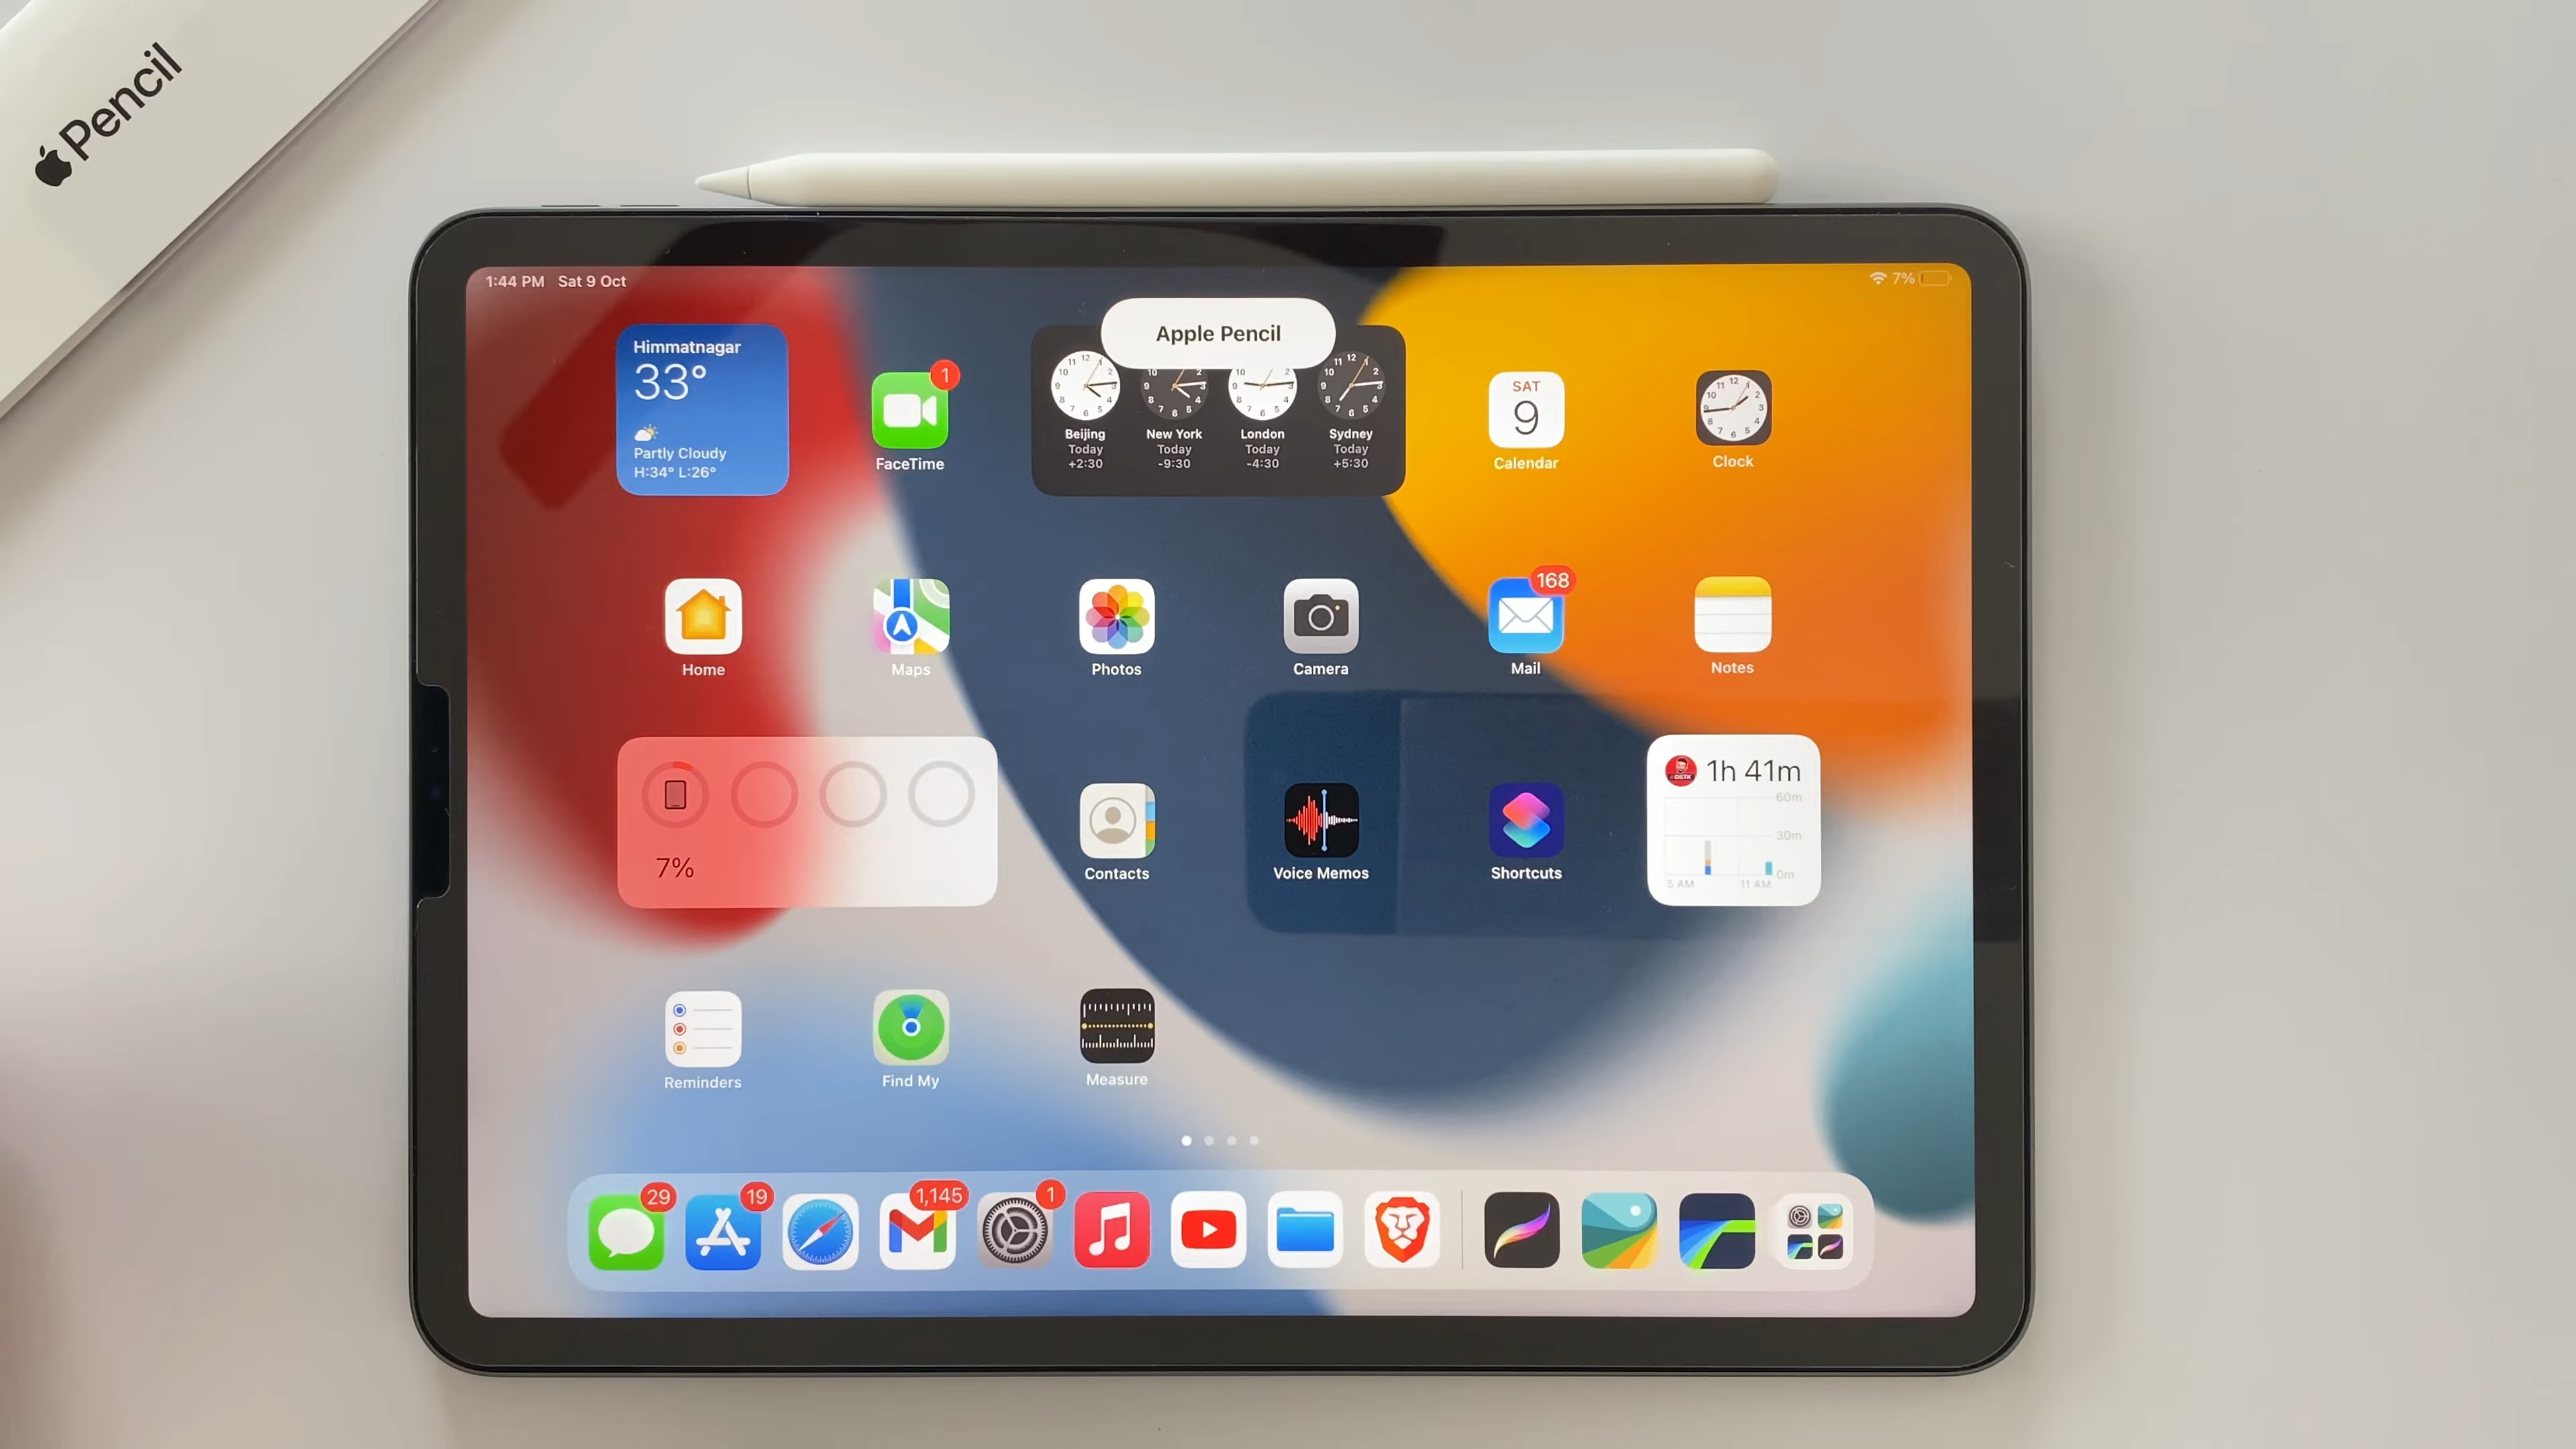 Pencil
1:44 PM Sat 9 Oct
7%
Apple Pencil
Himmatnagar
33°
Partly Cloudy
H:34° L:26°
1
FaceTime
Beijing
Today
+2:30
New York
Today
-9:30
London
Today
-4:30
Sydney
Today
+5:30
SAT
9
Calendar
Clock
Home
Maps
Photos
Camera
168
Mail
Notes
7%
Contacts
Voice Memos
Shortcuts
1h 41m
60m
30m
0m
5 AM
11 AM
Reminders
Find My
Measure
29
19
1,145
1